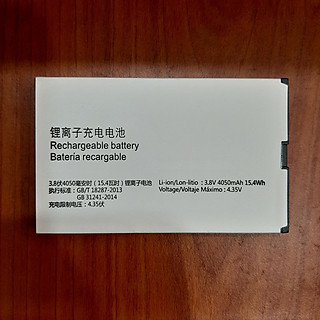 锂离子充电电池
Rechargeable battery
Batería recargable
3.8伏4050毫安时（15.4瓦时）锂离子电池
执行标准：GB/T 18287-2013
GB 31241-2014
充电限制电压：4.35伏
Li-ion/Lon-litio : 3.8V 4050mAh 15.4Wh
Voltage/Voltaje Máximo : 4.35V